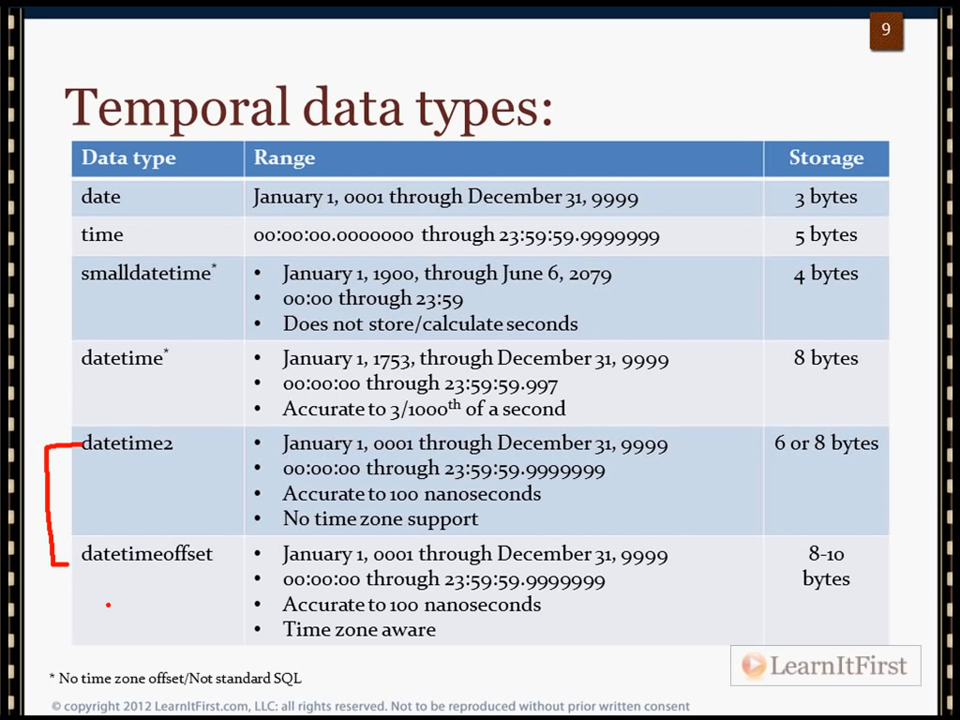 9
Temporal data types:
Data type Range Storage
date January 1, 0001 through December 31, 9999 3 bytes
time 00:00:00.0000000 through 23:59:59.9999999 5 bytes
smalldatetime* • January 1, 1900, through June 6, 2079 4 bytes
• 00:00 through 23:59
• Does not store/calculate seconds
datetime* • January 1, 1753, through December 31, 9999 8 bytes
• 00:00:00 through 23:59:59.997
• Accurate to 3/1000th of a second
datetime2 • January 1, 0001 through December 31, 9999 6 or 8 bytes
• 00:00:00 through 23:59:59.9999999
• Accurate to 100 nanoseconds
• No time zone support
datetimeoffset • January 1, 0001 through December 31, 9999 8-10
• 00:00:00 through 23:59:59.9999999 bytes
• Accurate to 100 nanoseconds
• Time zone aware
LearnItFirst
* No time zone offset/Not standard SQL
© copyright 2012 LearnItFirst.com, LLC: all rights reserved. Not to be reproduced without prior written consent